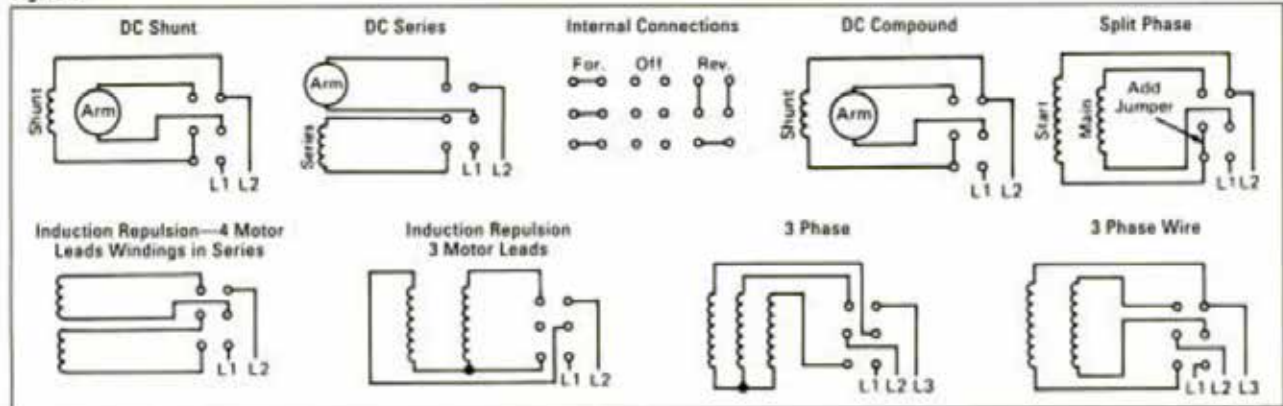 DC Shunt
Shunt
Arm
L1 L2
DC Series
Arm
Series
L1 L2
Internal Connections
For. Off Rev.
DC Compound
Shunt
Arm
L1 L2
Split Phase
Start
Main
Add
Jumper
L1 L2
Induction Repulsion—4 Motor
Leads Windings in Series
L1 L2
Induction Repulsion
3 Motor Leads
L1 L2
3 Phase
L1 L2 L3
3 Phase Wire
L1 L2 L3